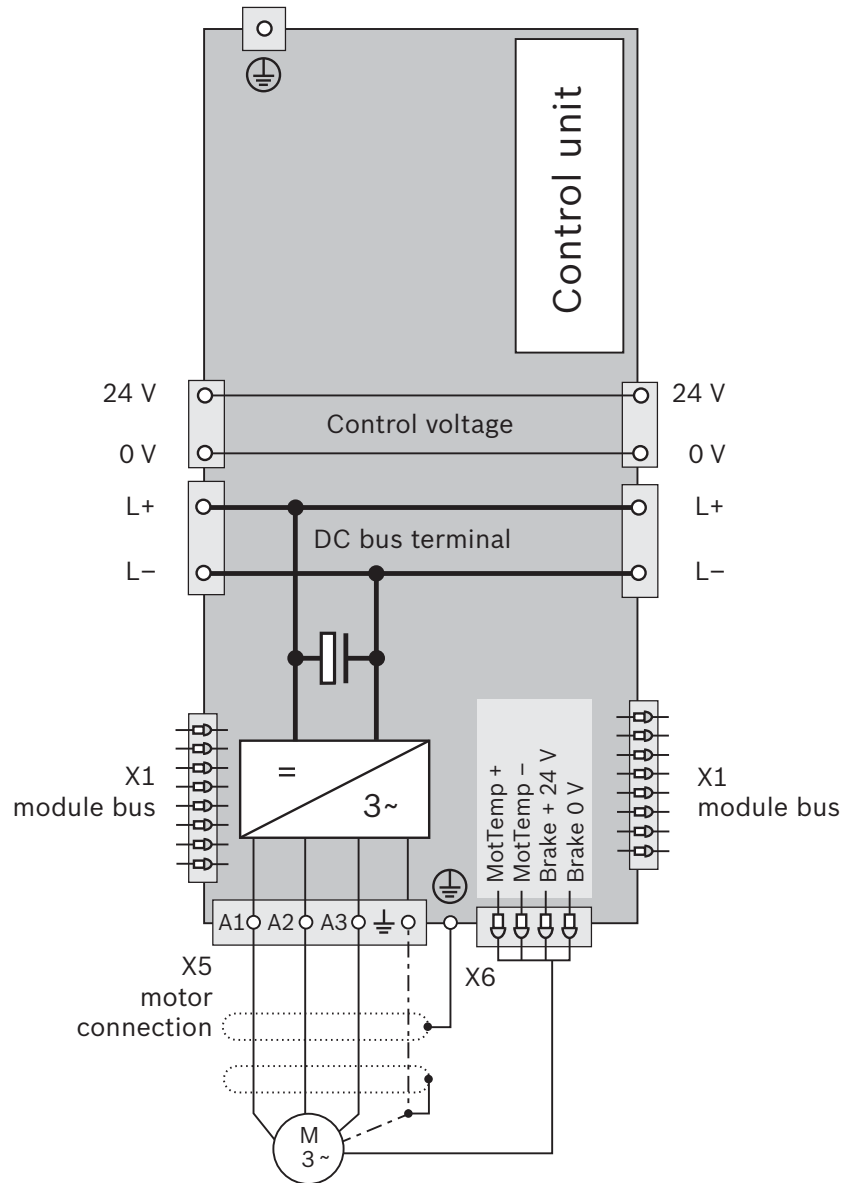 Control unit
24 V
24 V
Control voltage
0 V
0 V
L+
L+
DC bus terminal
L–
L–
X1
module bus
=
3~
MotTemp +
MotTemp –
Brake + 24 V
Brake 0 V
X1
module bus
A1
A2
A3
X5
motor
connection
X6
M
3 ~